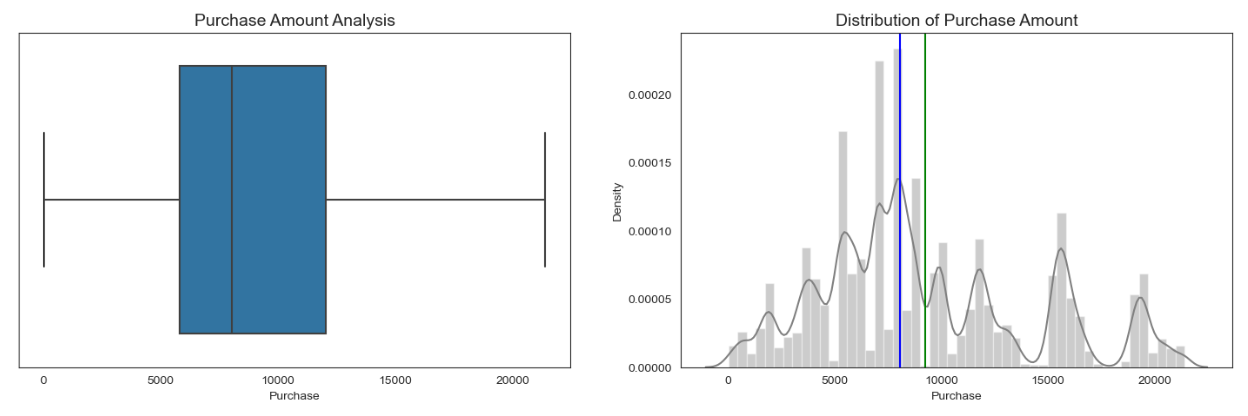 Purchase Amount Analysis
0 5000 10000 15000 20000
Purchase
Distribution of Purchase Amount
0.00020
0.00015
0.00010
0.00005
0.00000
Density
0 5000 10000 15000 20000
Purchase